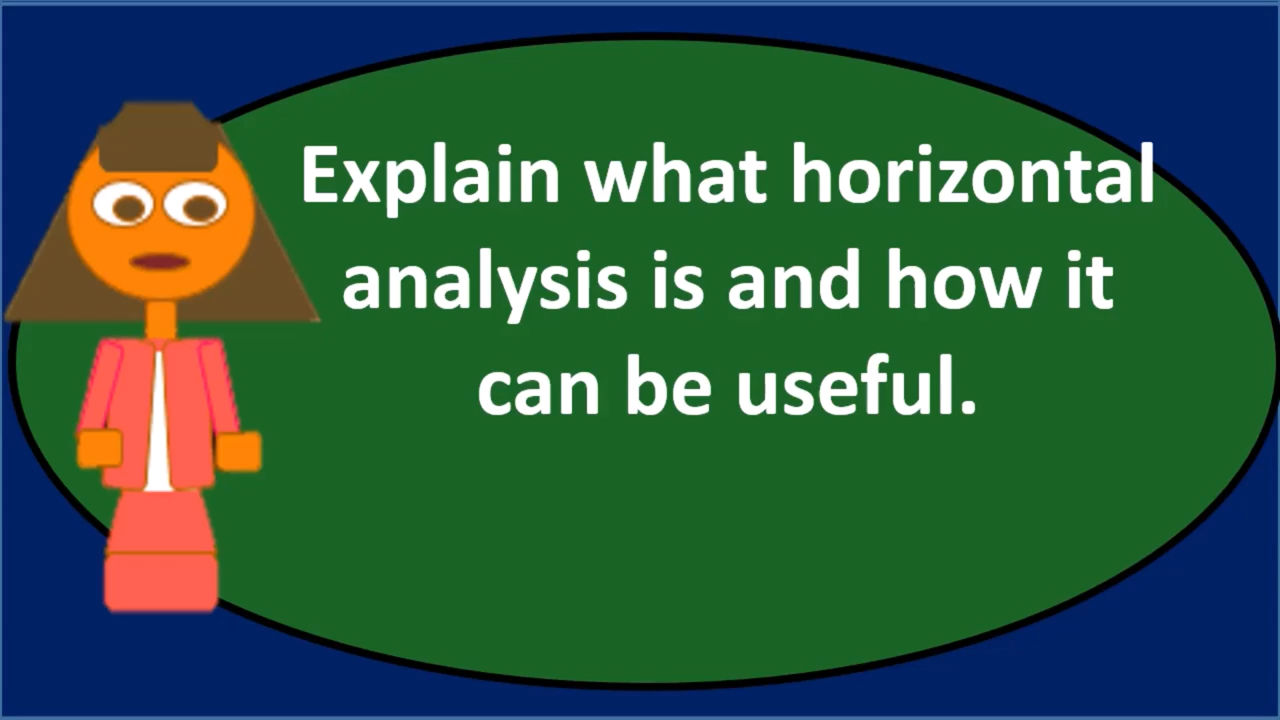 Explain what horizontal
analysis is and how it
can be useful.